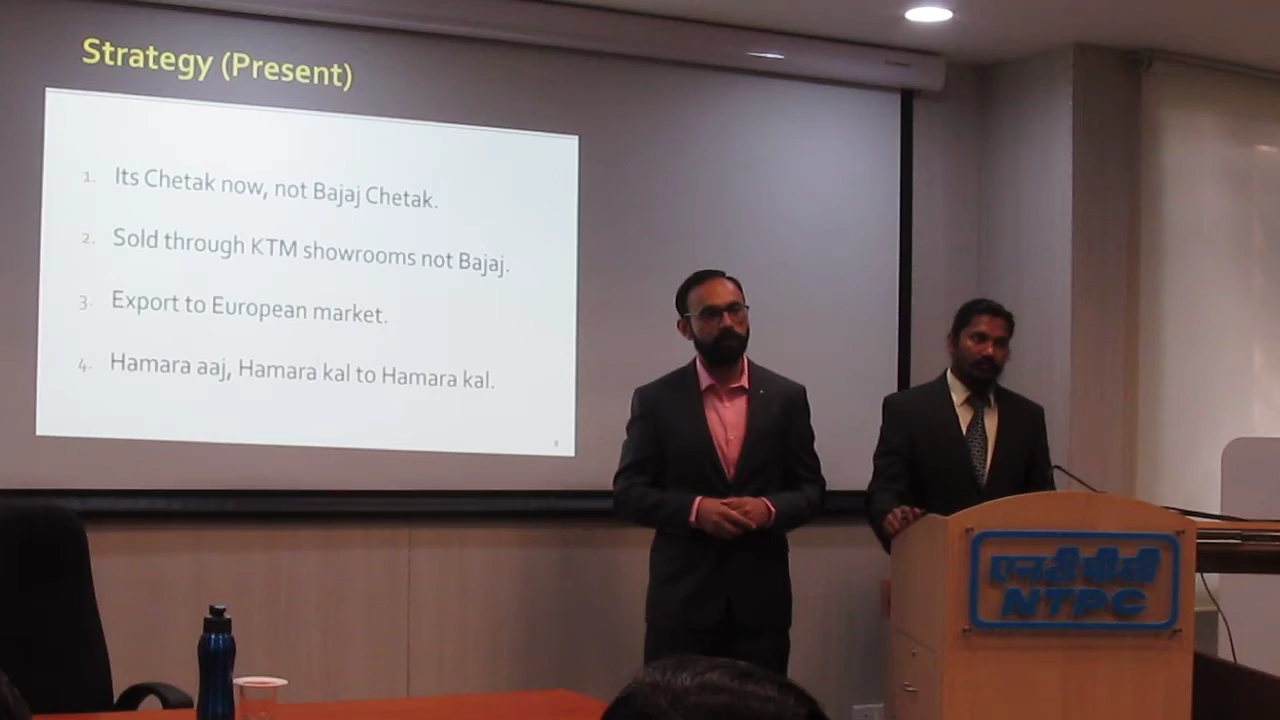 Strategy (Present)
1. Its Chetak now, not Bajaj Chetak.
2. Sold through KTM showrooms not Bajaj.
3. Export to European market.
4. Hamara aaj, Hamara kal to Hamara kal.
एनटीपीसी
NTPC